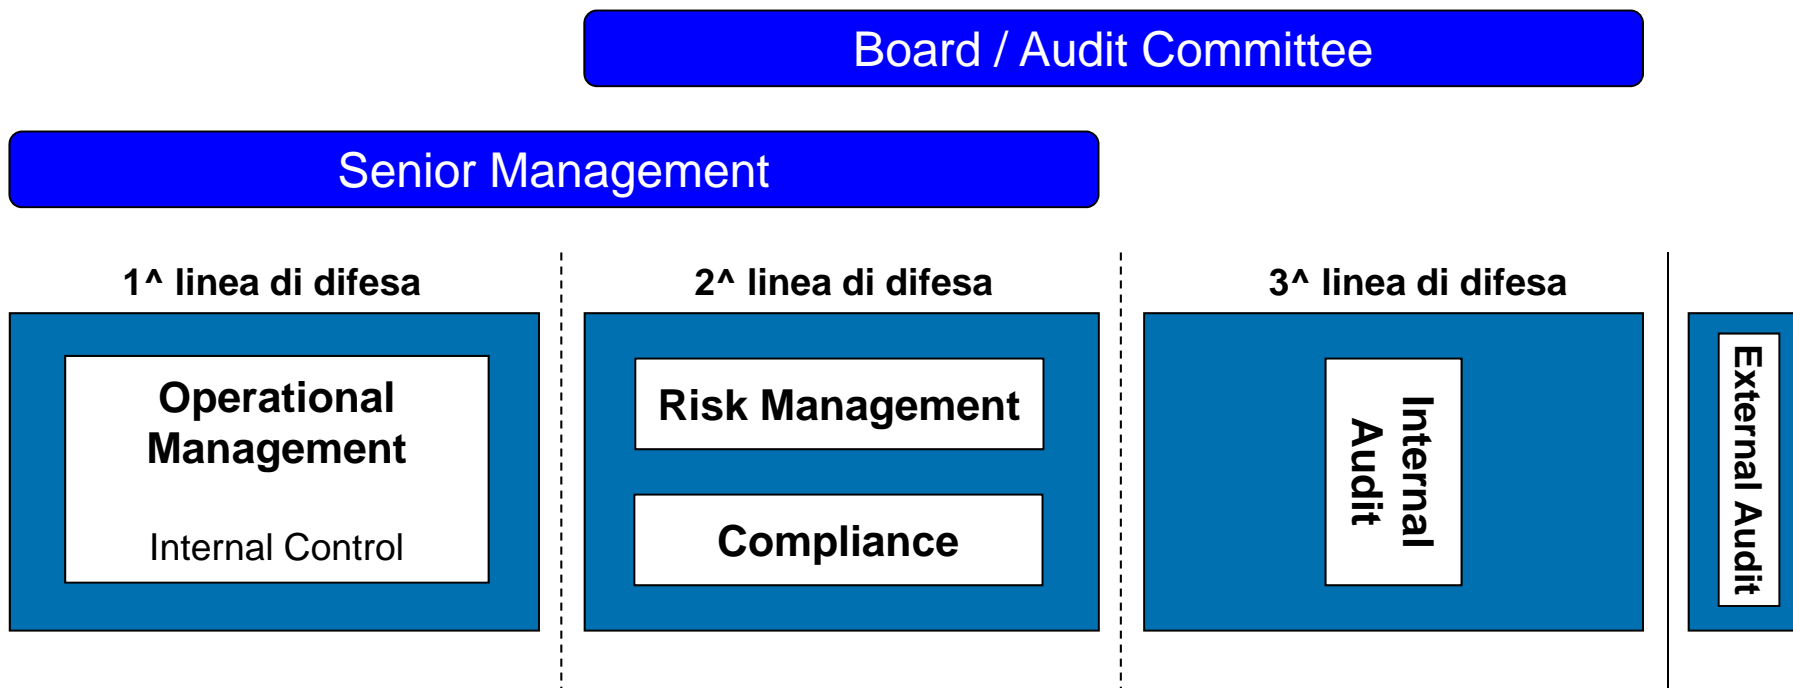 Board / Audit Committee
Senior Management
1^ linea di difesa
2^ linea di difesa
3^ linea di difesa
Operational
Management
Internal Control
Risk Management
Compliance
Internal
Audit
External Audit